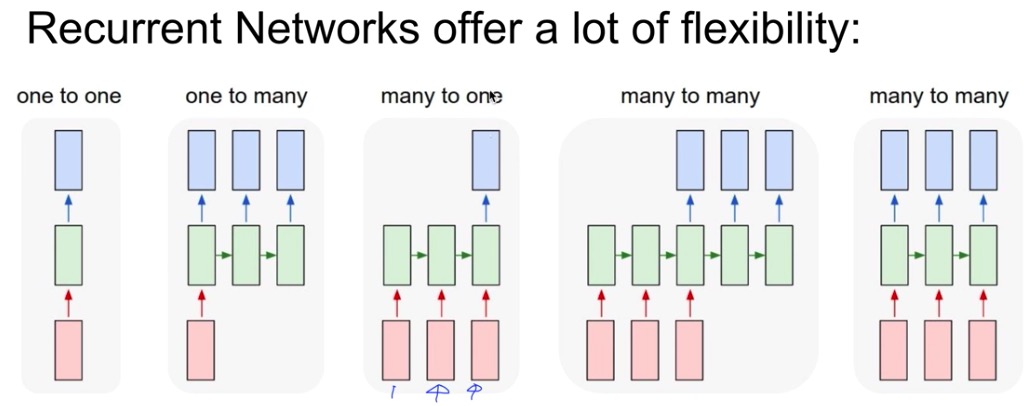 Recurrent Networks offer a lot of flexibility:
one to one
one to many
many to one
many to many
many to many